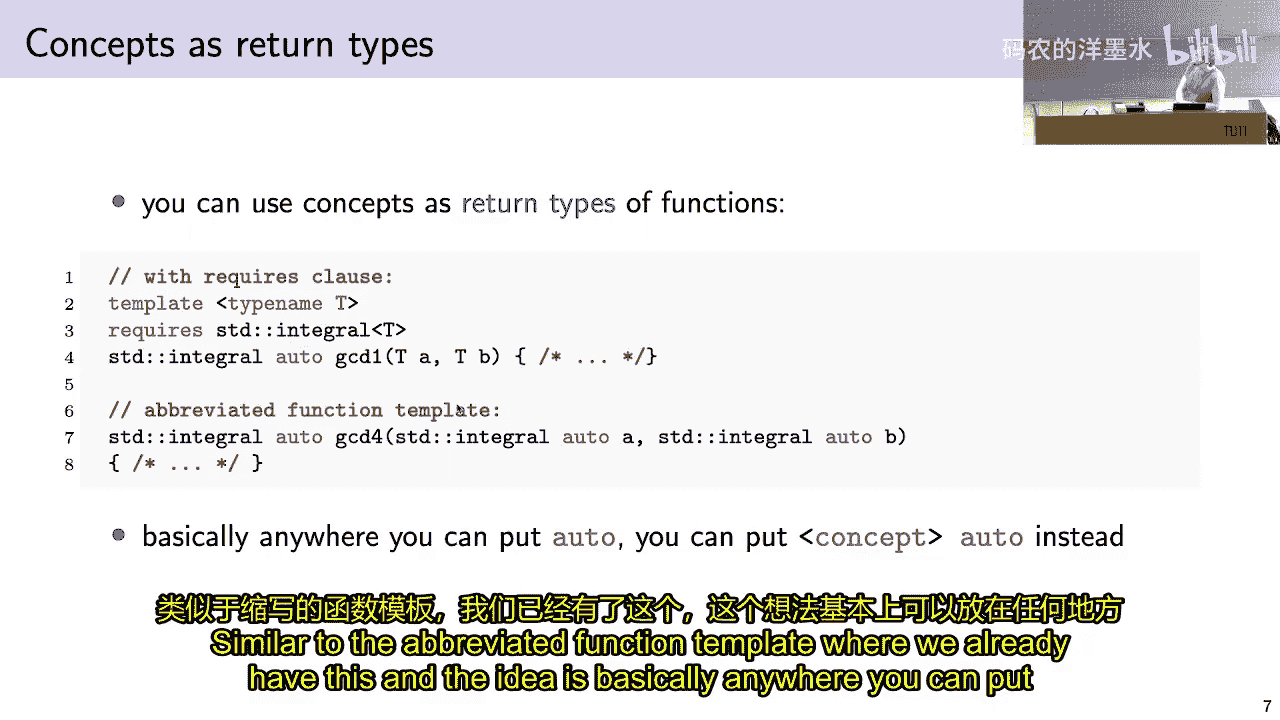 Concepts as return types
码农的洋墨水 bilibili
TUM
• you can use concepts as return types of functions:
1 // with requires clause:
2 template <typename T>
3 requires std::integral<T>
4 std::integral auto gcd1(T a, T b) { /* ... */}
5
6 // abbreviated function template:
7 std::integral auto gcd4(std::integral auto a, std::integral auto b)
8 { /* ... */ }
• basically anywhere you can put auto, you can put <concept> auto instead
类似于缩写的函数模板，我们已经有了这个，这个想法基本上可以放在任何地方
Similar to the abbreviated function template where we already
have this and the idea is basically anywhere you can put
7